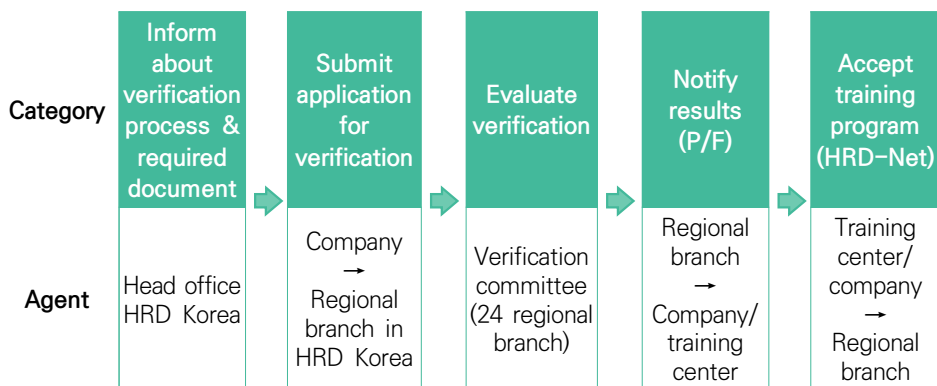 Category
Inform
about
verification
process &
required
document
Submit
application
for
verification
Evaluate
verification
Notify
results
(P/F)
Accept
training
program
(HRD-Net)
Agent
Head office
HRD Korea
Company
→
Regional
branch in
HRD Korea
Verification
committee
(24 regional
branch)
Regional
branch
→
Company/
training
center
Training
center/
company
→
Regional
branch